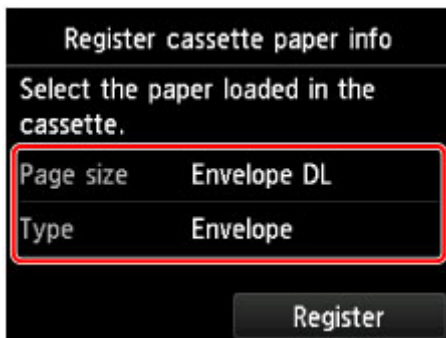 Register cassette paper info
Select the paper loaded in the
cassette.
Page size Envelope DL
Type Envelope
Register